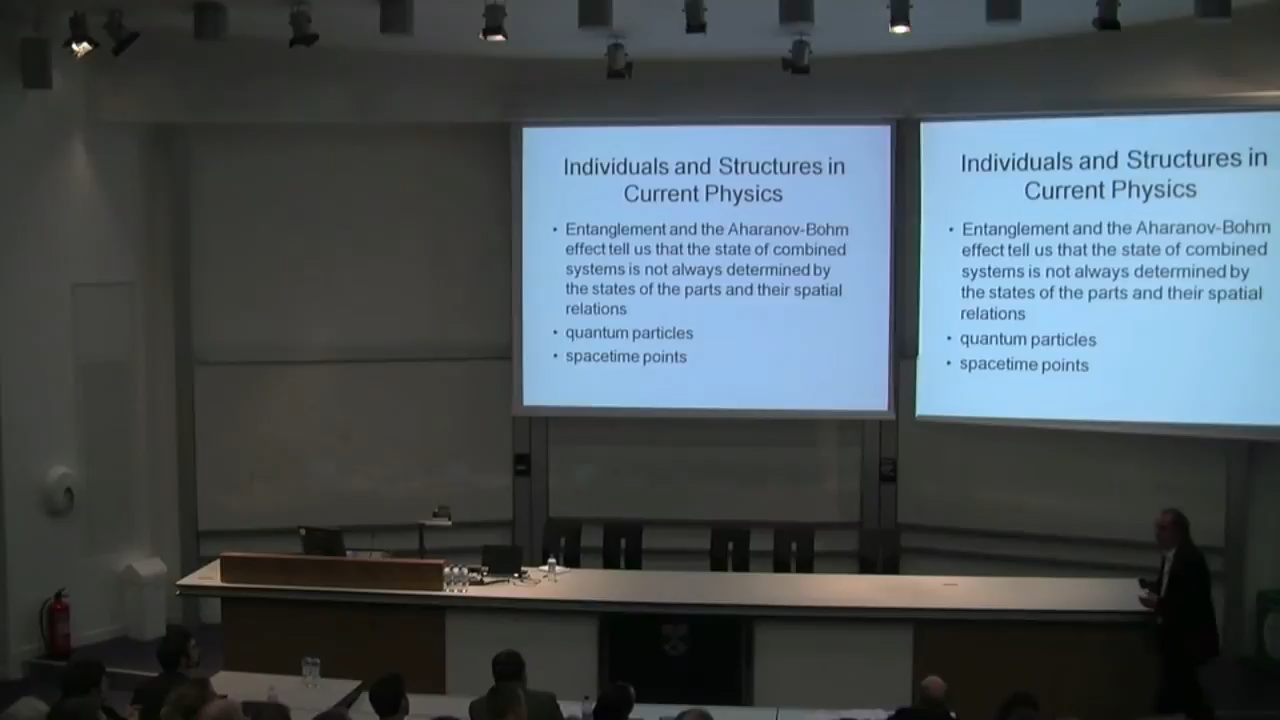 Individuals and Structures in
Current Physics
• Entanglement and the Aharanov-Bohm
effect tell us that the state of combined
systems is not always determined by
the states of the parts and their spatial
relations
• quantum particles
• spacetime points
Individuals and Structures in
Current Physics
• Entanglement and the Aharanov-Bohm
effect tell us that the state of combined
systems is not always determined by
the states of the parts and their spatial
relations
• quantum particles
• spacetime points